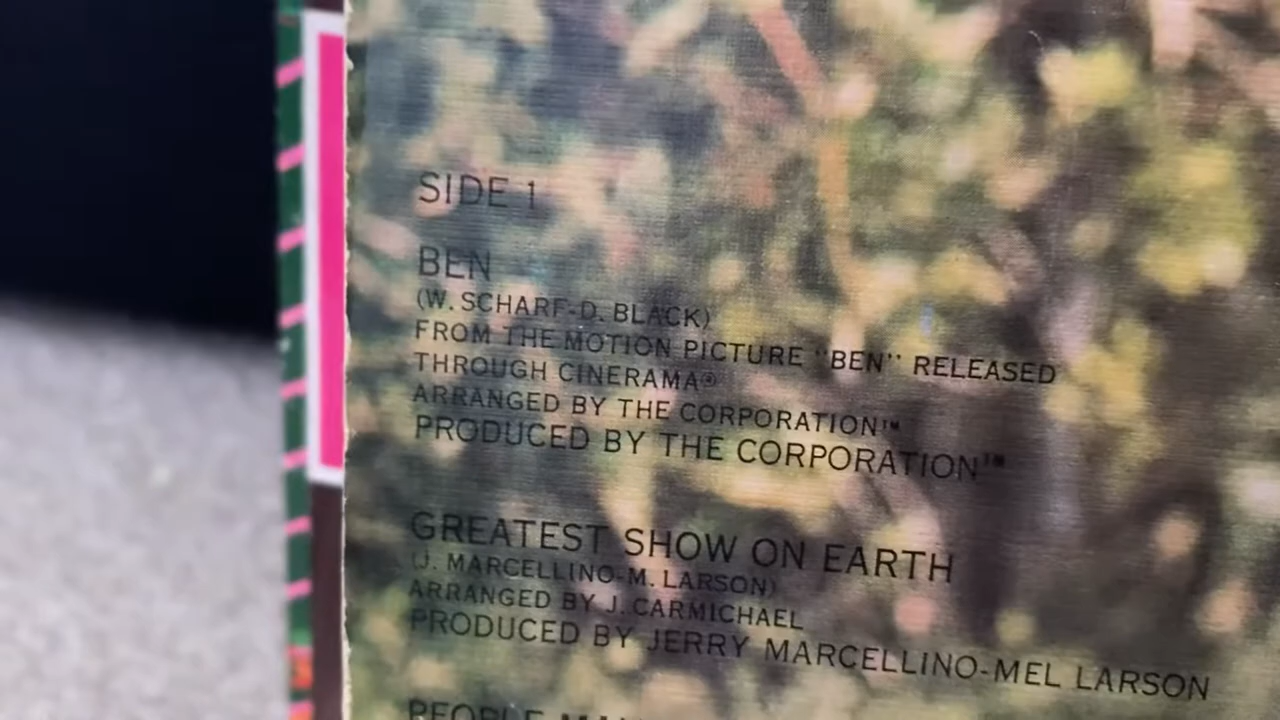 SIDE 1
BEN
(W. SCHARF-D. BLACK)
FROM THE MOTION PICTURE "BEN" RELEASED
THROUGH CINERAMA®
ARRANGED BY THE CORPORATION™
PRODUCED BY THE CORPORATION™
GREATEST SHOW ON EARTH
(J. MARCELLINO-M. LARSON)
ARRANGED BY J. CARMICHAEL
PRODUCED BY JERRY MARCELLINO-MEL LARSON
PEOPLE